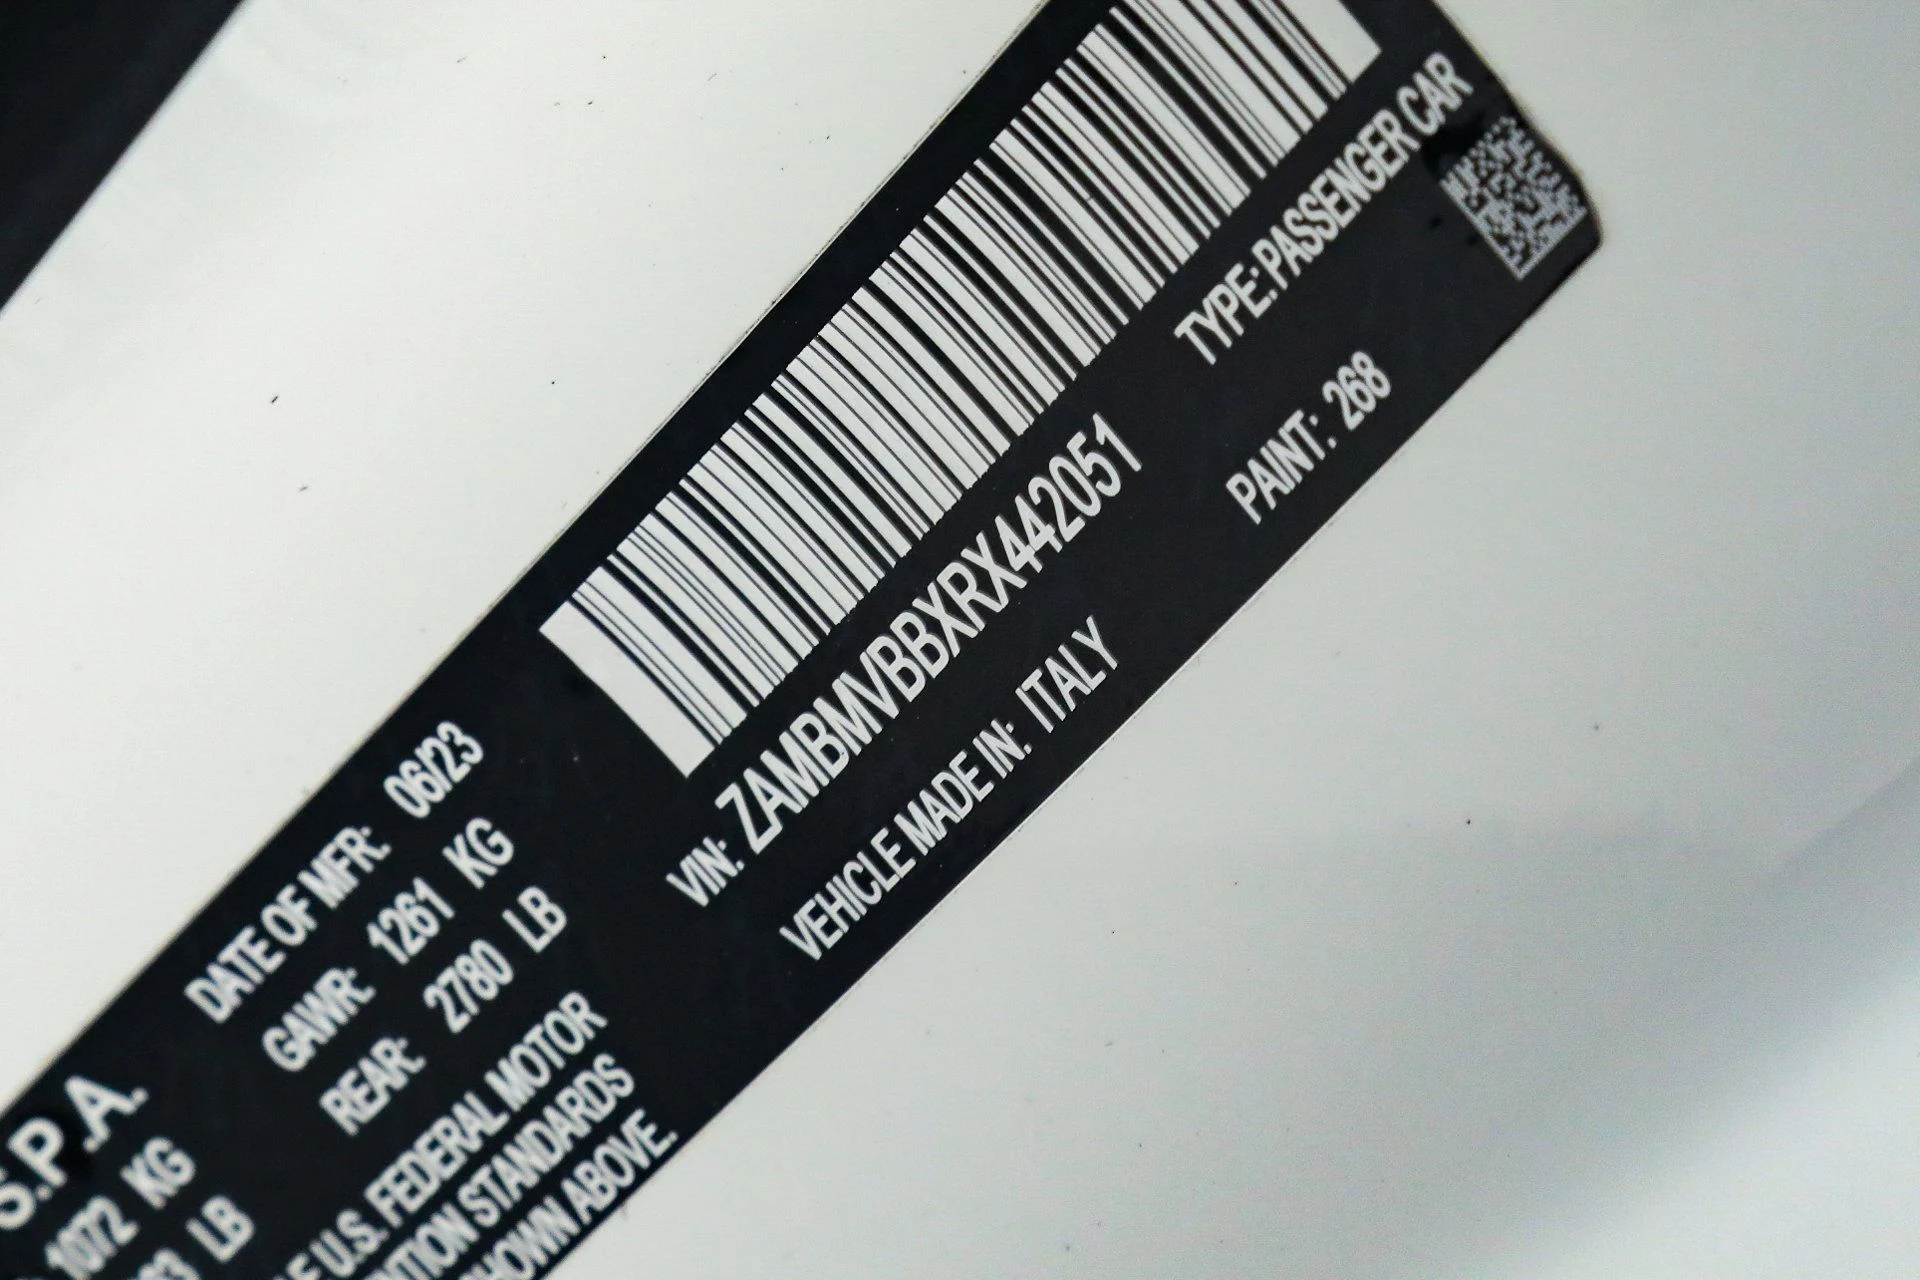 S.P.A.
DATE OF MFR: 06/23
1072 KG
GAWR: 1261 KG
LB
REAR: 2780 LB
U.S. FEDERAL MOTOR
STANDARDS
ABOVE.
VIN: ZAMBMVBBXRX442051
TYPE: PASSENGER CAR
VEHICLE MADE IN: ITALY
PAINT: 268